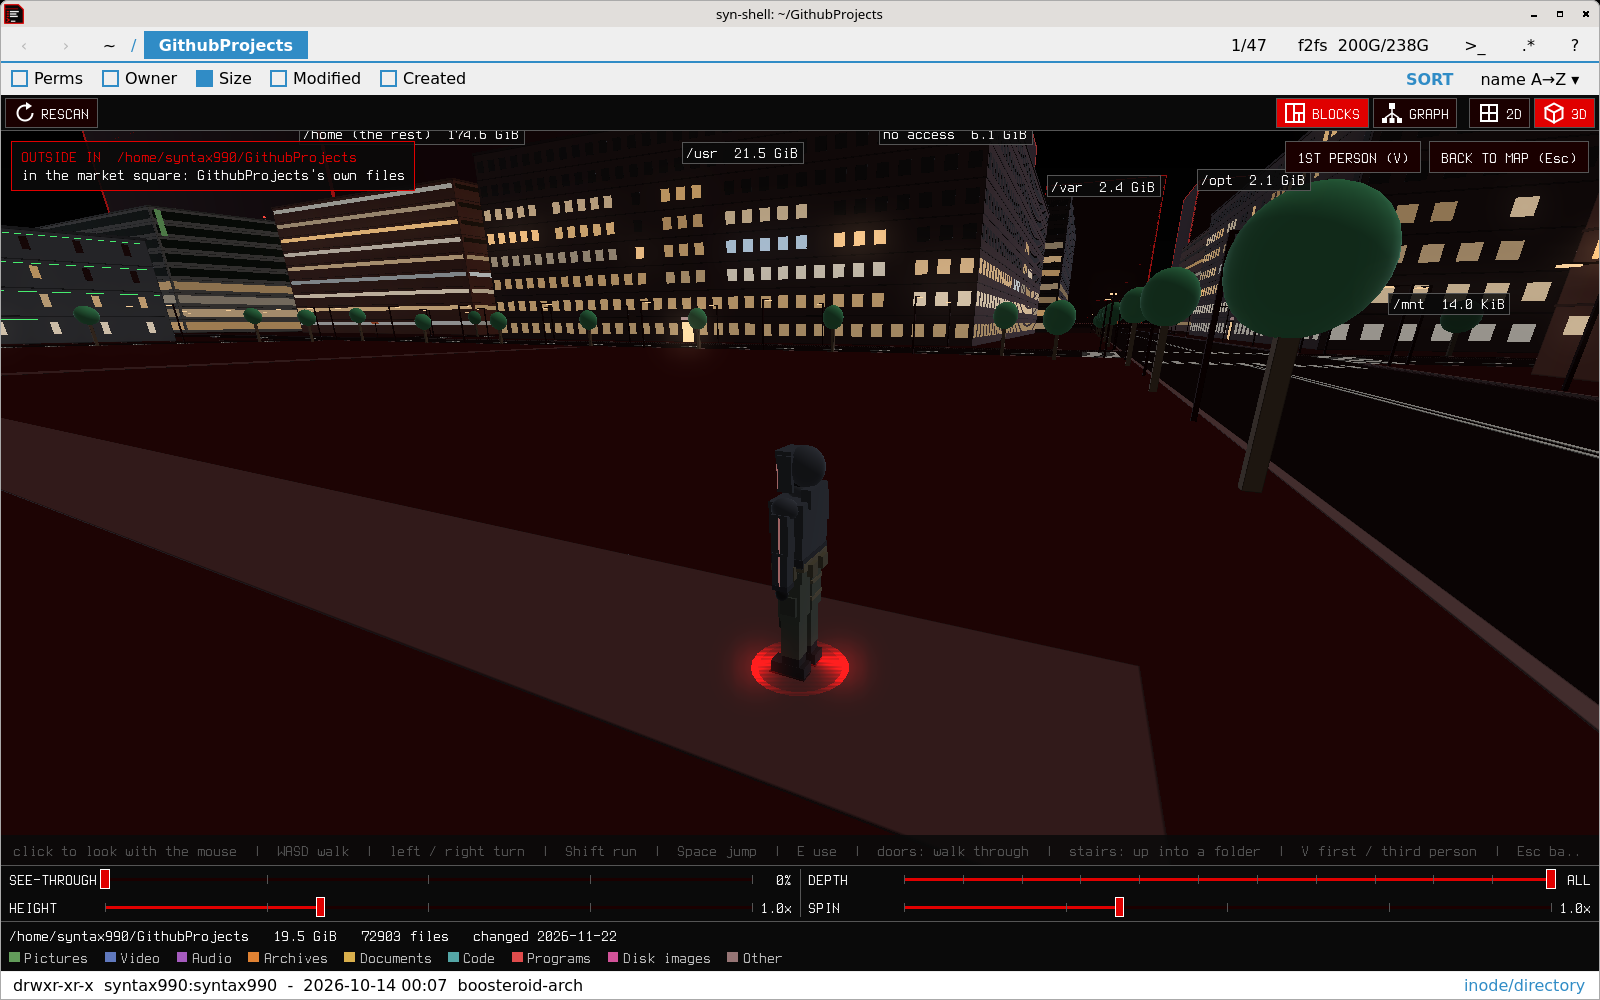 syn-shell: ~/GithubProjects
‹ › ~ / GithubProjects 1/47 f2fs 200G/238G >_ .* ?
Perms Owner Size Modified Created SORT name A→Z ▾
RESCAN BLOCKS GRAPH 2D 3D
/home (the rest) 174.6 GiB
no access 6.1 GiB
/usr 21.5 GiB
OUTSIDE IN /home/syntax990/GithubProjects
in the market square: GithubProjects's own files
1ST PERSON (V) BACK TO MAP (Esc)
/var 2.4 GiB
/opt 2.1 GiB
/mnt 14.0 KiB
click to look with the mouse | WASD walk | left / right turn | Shift run | Space jump | E use | doors: walk through | stairs: up into a folder | V first / third person | Esc ba..
SEE-THROUGH 0% DEPTH ALL
HEIGHT 1.0x SPIN 1.0x
/home/syntax990/GithubProjects 19.5 GiB 72903 files changed 2026-11-22
Pictures Video Audio Archives Documents Code Programs Disk images Other
drwxr-xr-x syntax990:syntax990 - 2026-10-14 00:07 boosteroid-arch inode/directory